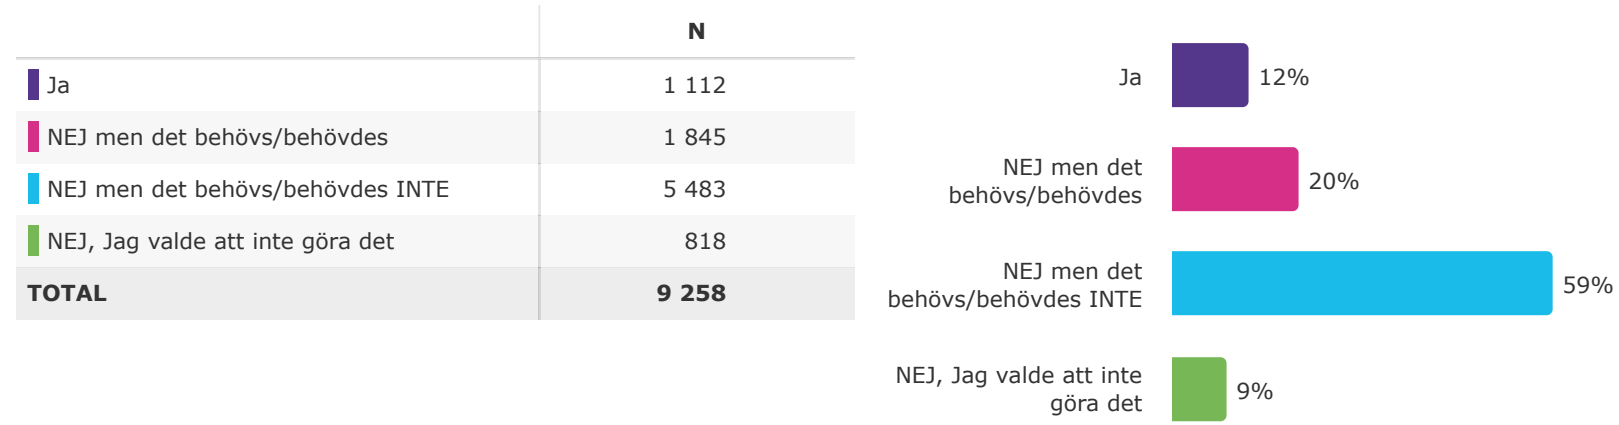 N
Ja 1 112
NEJ men det behövs/behövdes 1 845
NEJ men det behövs/behövdes INTE 5 483
NEJ, Jag valde att inte göra det 818
TOTAL 9 258
Ja 12%
NEJ men det
behövs/behövdes
20%
NEJ men det
behövs/behövdes INTE
59%
NEJ, Jag valde att inte
göra det
9%